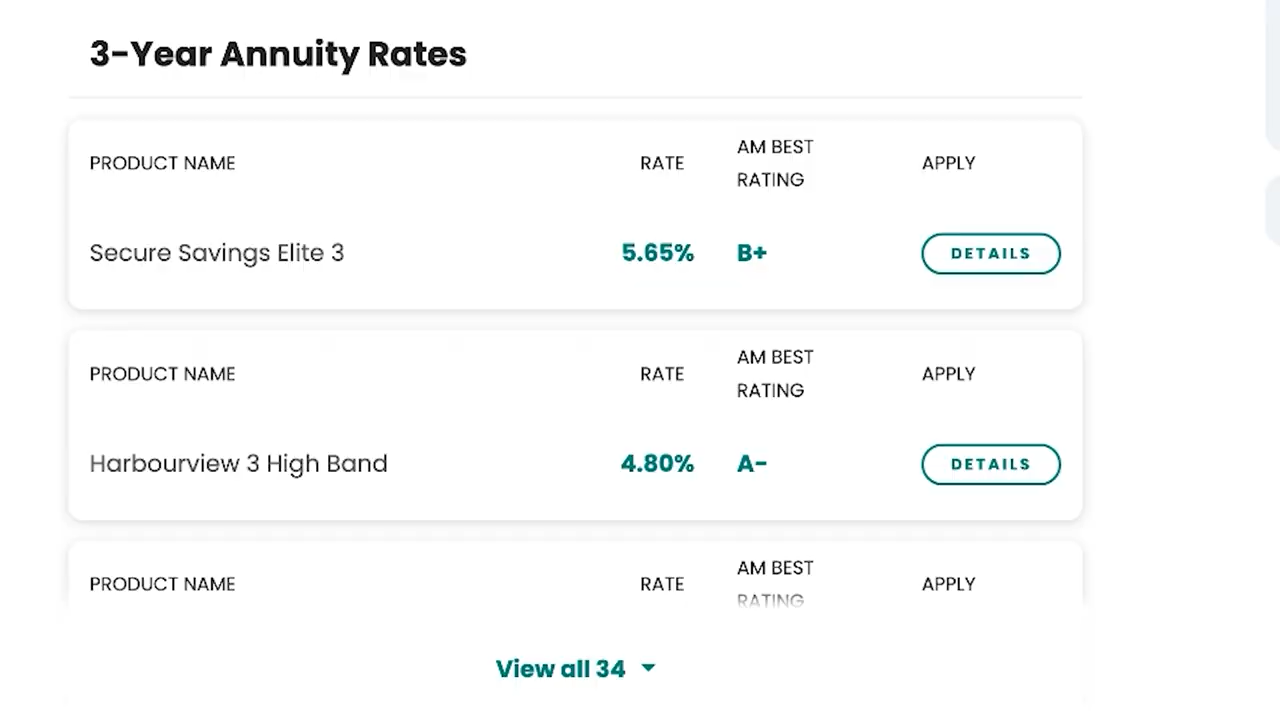 3-Year Annuity Rates
PRODUCT NAME RATE AM BEST RATING APPLY
Secure Savings Elite 3 5.65% B+ DETAILS
PRODUCT NAME RATE AM BEST RATING APPLY
Harbourview 3 High Band 4.80% A- DETAILS
PRODUCT NAME RATE AM BEST RATING APPLY
View all 34